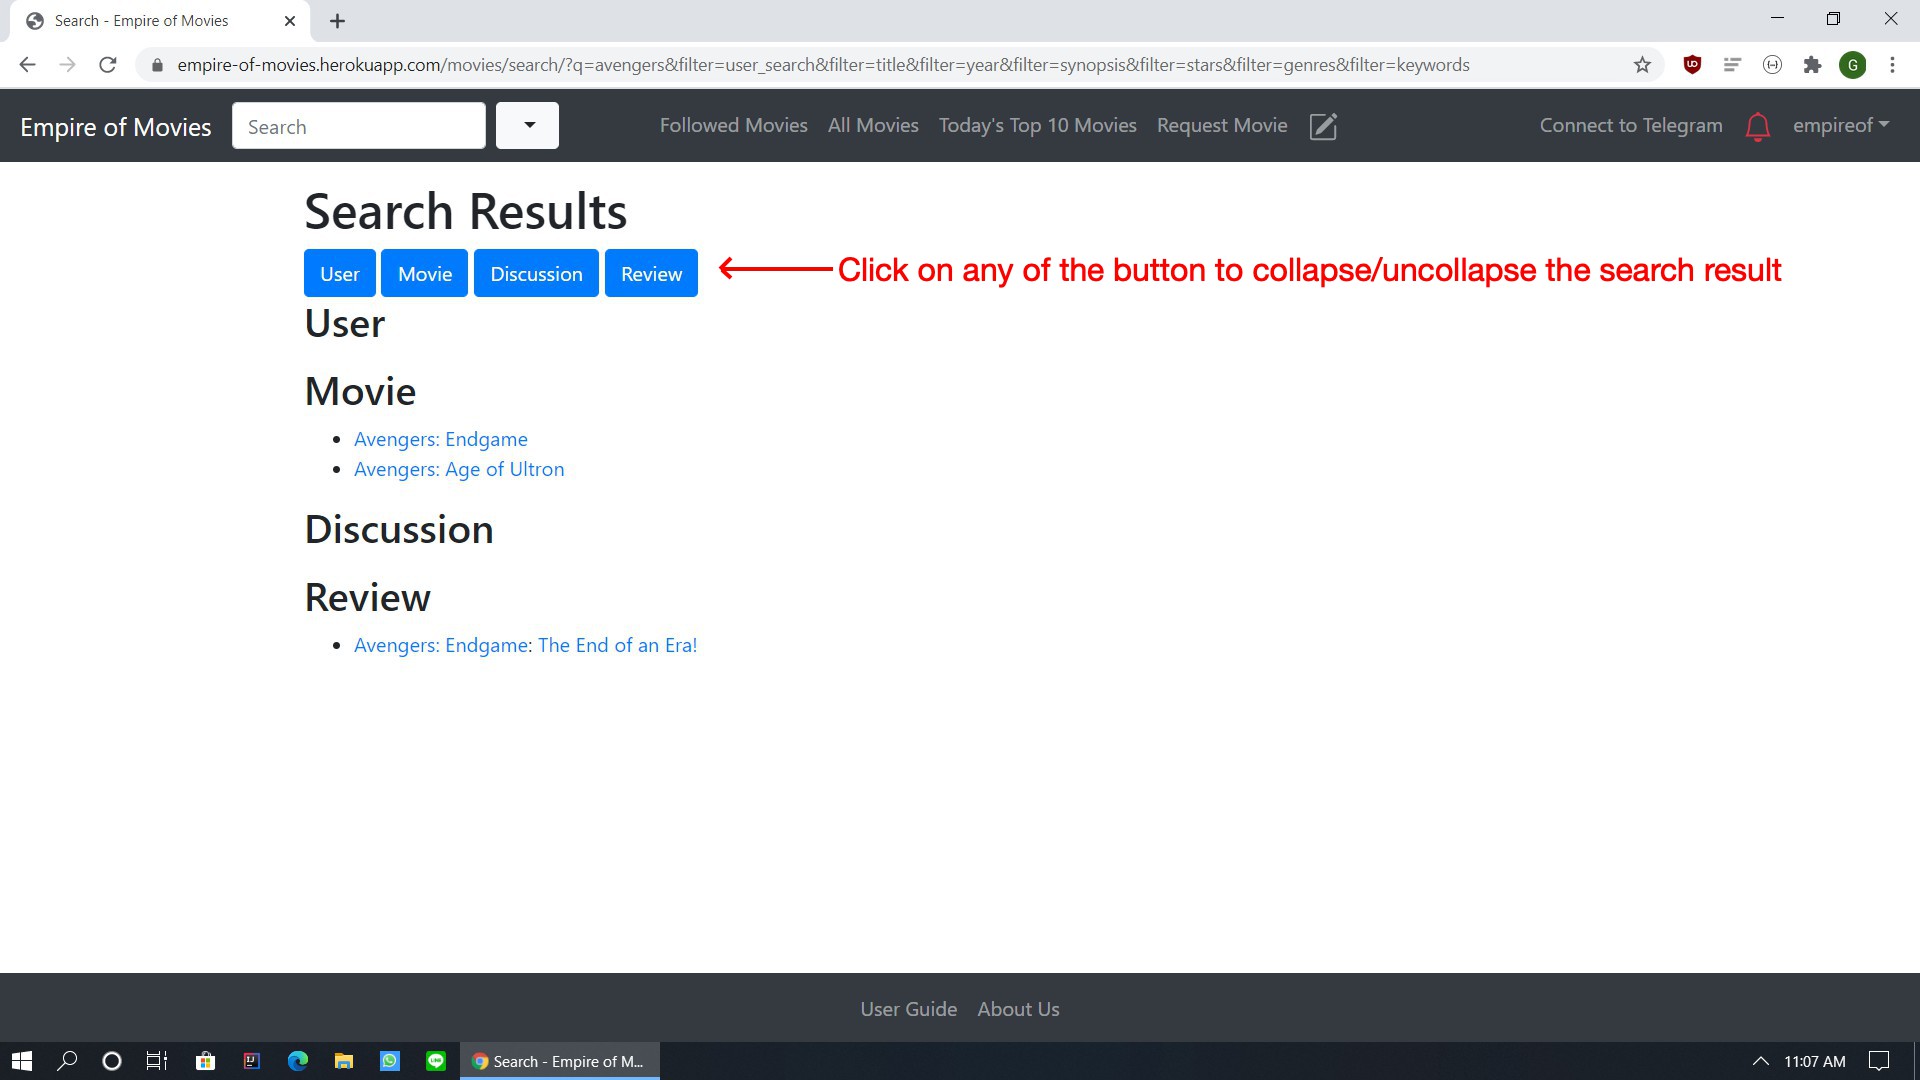 Search - Empire of Movies
empire-of-movies.herokuapp.com/movies/search/?q=avengers&filter=user_search&filter=title&filter=year&filter=synopsis&filter=stars&filter=genres&filter=keywords
G
Empire of Movies Search Followed Movies All Movies Today's Top 10 Movies Request Movie Connect to Telegram empireof
Search Results
User Movie Discussion Review Click on any of the button to collapse/uncollapse the search result
User
Movie
Avengers: Endgame
Avengers: Age of Ultron
Discussion
Review
Avengers: Endgame: The End of an Era!
User Guide About Us
Search - Empire of M... 11:07 AM